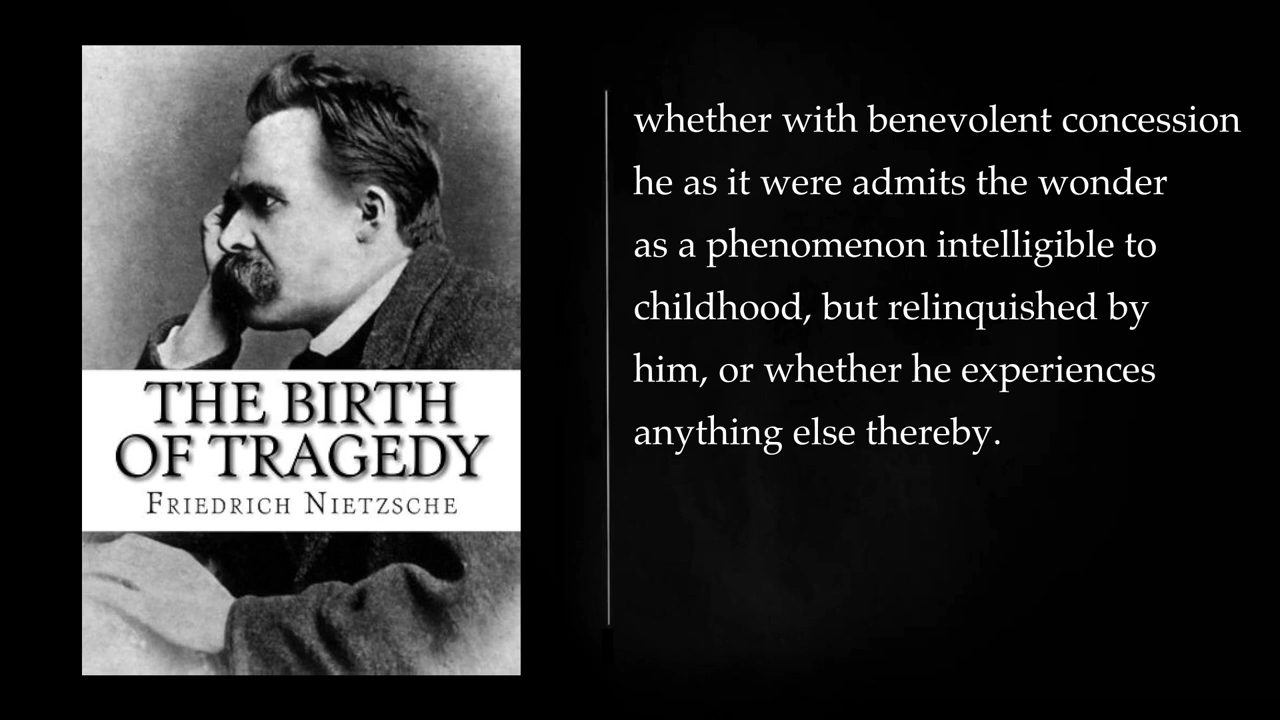 THE BIRTH
OF TRAGEDY
Friedrich Nietzsche
whether with benevolent concession
he as it were admits the wonder
as a phenomenon intelligible to
childhood, but relinquished by
him, or whether he experiences
anything else thereby.